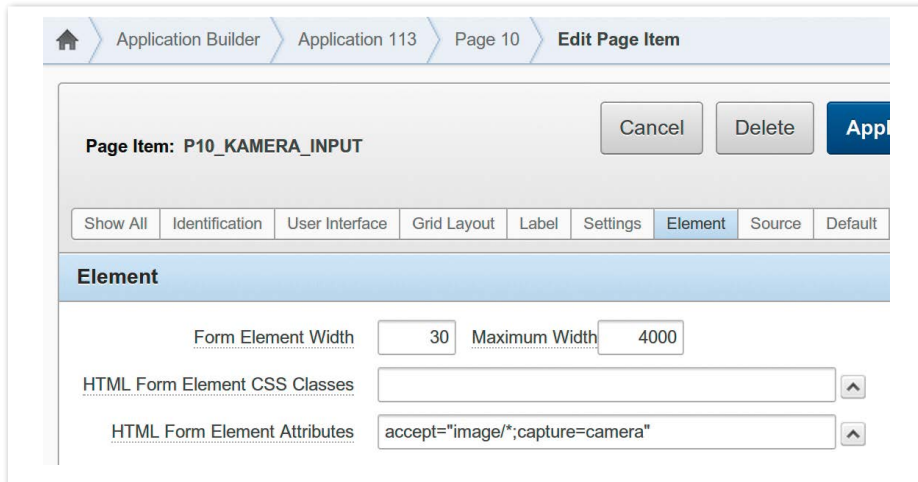 Application Builder Application 113 Page 10 Edit Page Item
Cancel Delete Appl
Page Item: P10_KAMERA_INPUT
Show All Identification User Interface Grid Layout Label Settings Element Source Default
Element
Form Element Width 30 Maximum Width 4000
HTML Form Element CSS Classes
HTML Form Element Attributes accept="image/*;capture=camera"